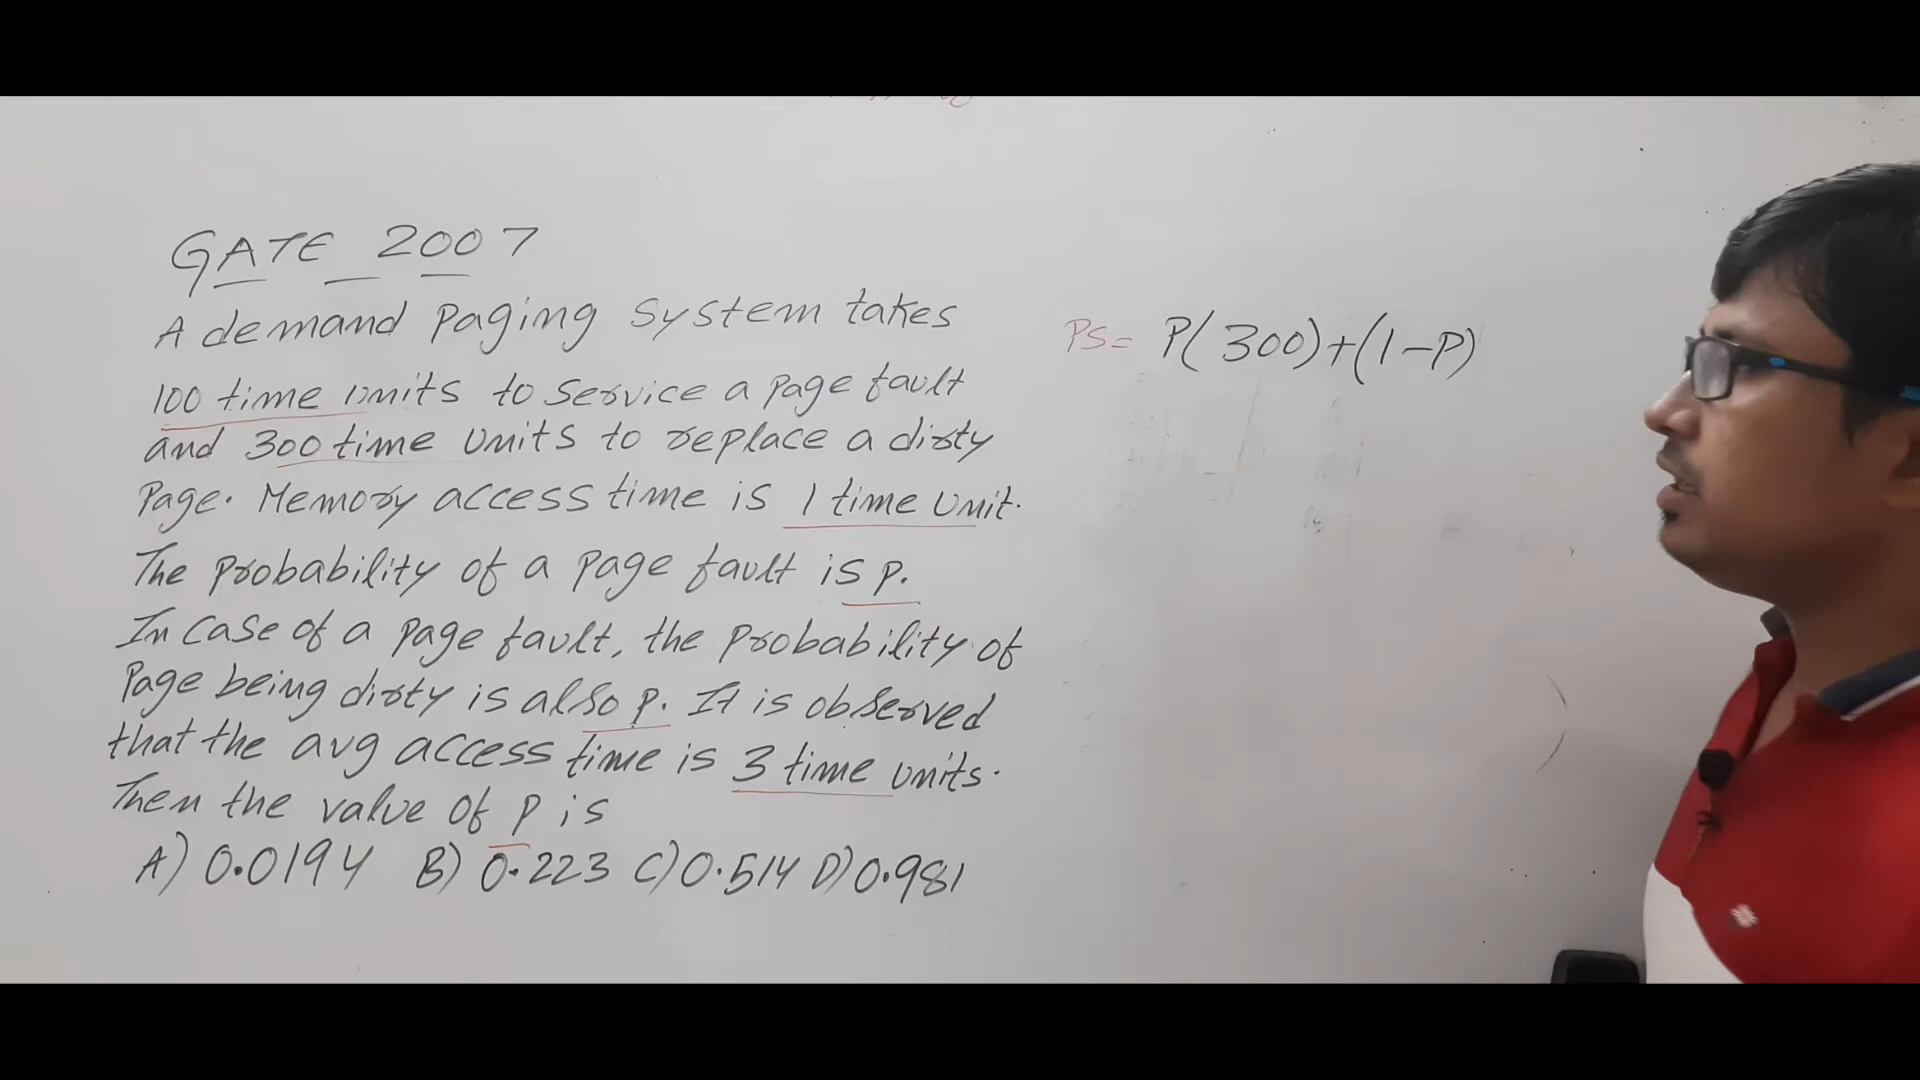 GATE 2007
A demand Paging System takes
100 time units to Service a page fault
and 300 time units to replace a dirty
Page. Memory access time is 1 time unit.
The probability of a page fault is p.
In case of a page fault, the probability of
Page being dirty is also p. It is observed
that the avg access time is 3 time units.
Then the value of p is
A) 0.0194 B) 0.223 C) 0.514 D) 0.981
PS = P(300)+(1-P)